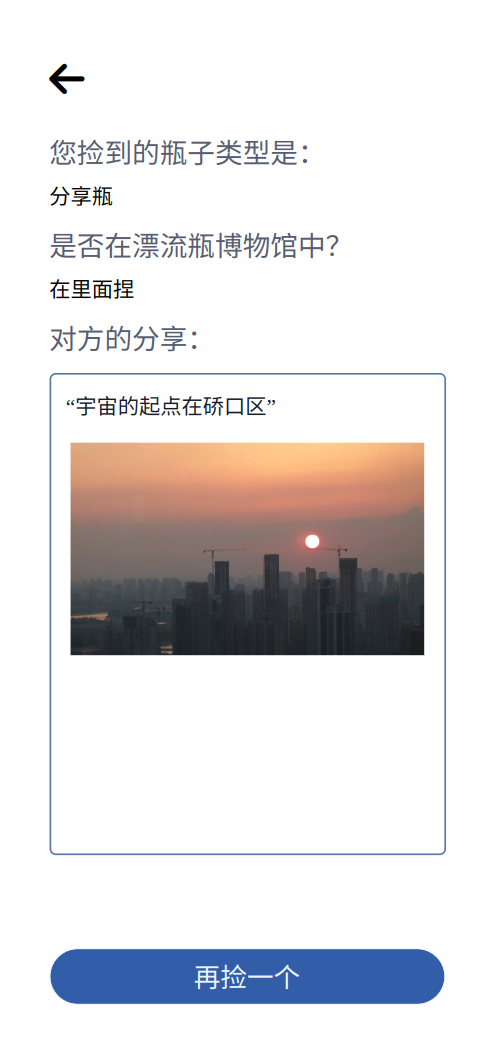 您捡到的瓶子类型是：
分享瓶
是否在漂流瓶博物馆中？
在里面捏
对方的分享：
“宇宙的起点在硚口区”
再捡一个